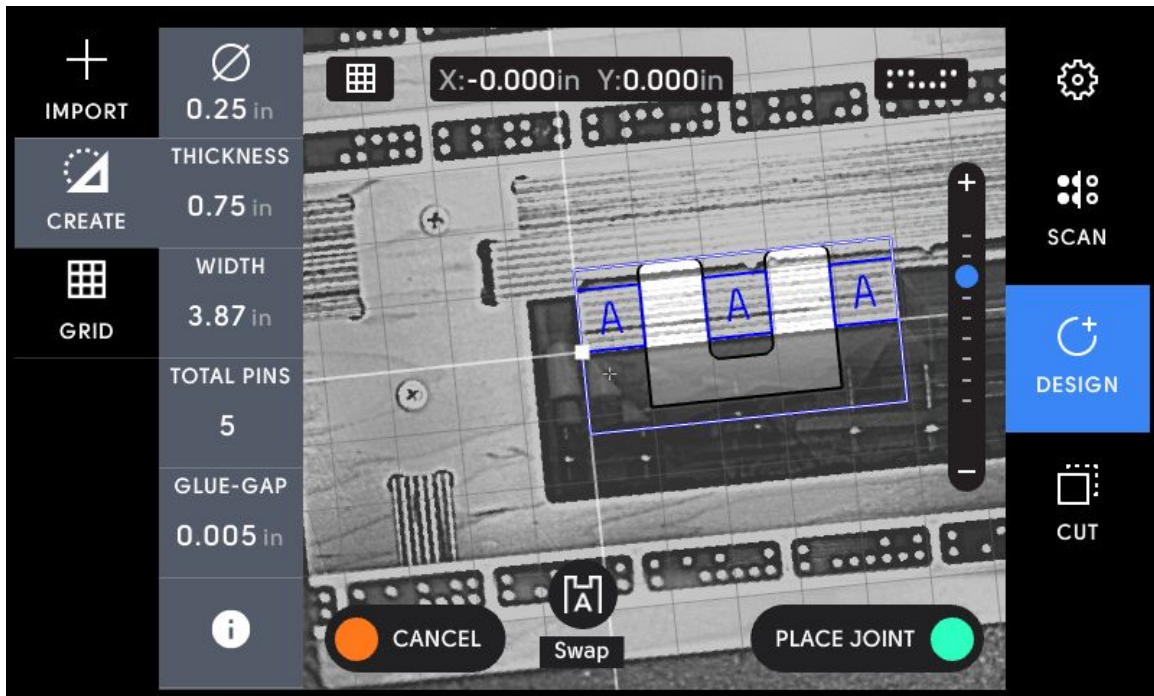 IMPORT
CREATE
GRID
0.25 in
THICKNESS
0.75 in
WIDTH
3.87 in
TOTAL PINS
5
GLUE-GAP
0.005 in
i
X:-0.000in Y:0.000in
A A A
A
Swap
CANCEL
PLACE JOINT
+
−
SCAN
DESIGN
CUT